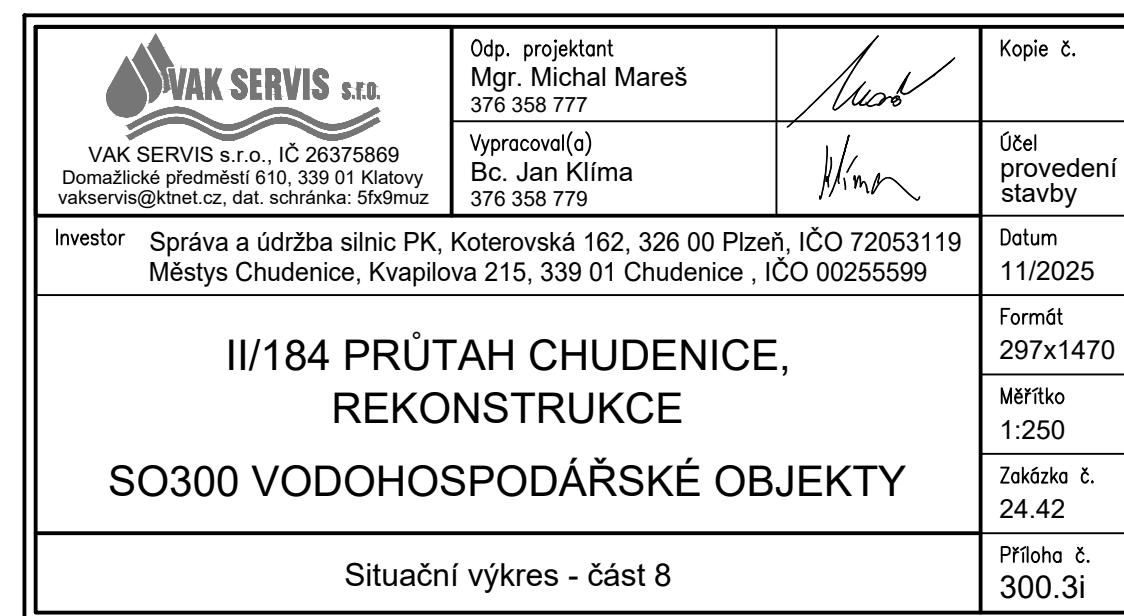 VAK SERVIS s.r.o.
VAK SERVIS s.r.o., IČ 26375869
Domažlické předměstí 610, 339 01 Klatovy
vakservis@ktnet.cz, dat. schránka: 5fx9muz
Odp. projektant
Mgr. Michal Mareš
376 358 777
Vypracoval(a)
Bc. Jan Klíma
376 358 779
Klíma
Kopie č.
Účel
provedení
stavby
Investor
Správa a údržba silnic PK, Koterovská 162, 326 00 Plzeň, IČO 72053119
Městys Chudenice, Kvapilova 215, 339 01 Chudenice , IČO 00255599
Datum
11/2025
II/184 PRŮTAH CHUDENICE,
REKONSTRUKCE
SO300 VODOHOSPODÁŘSKÉ OBJEKTY
Formát
297x1470
Měřítko
1:250
Zakázka č.
24.42
Situační výkres - část 8
Příloha č.
300.3i